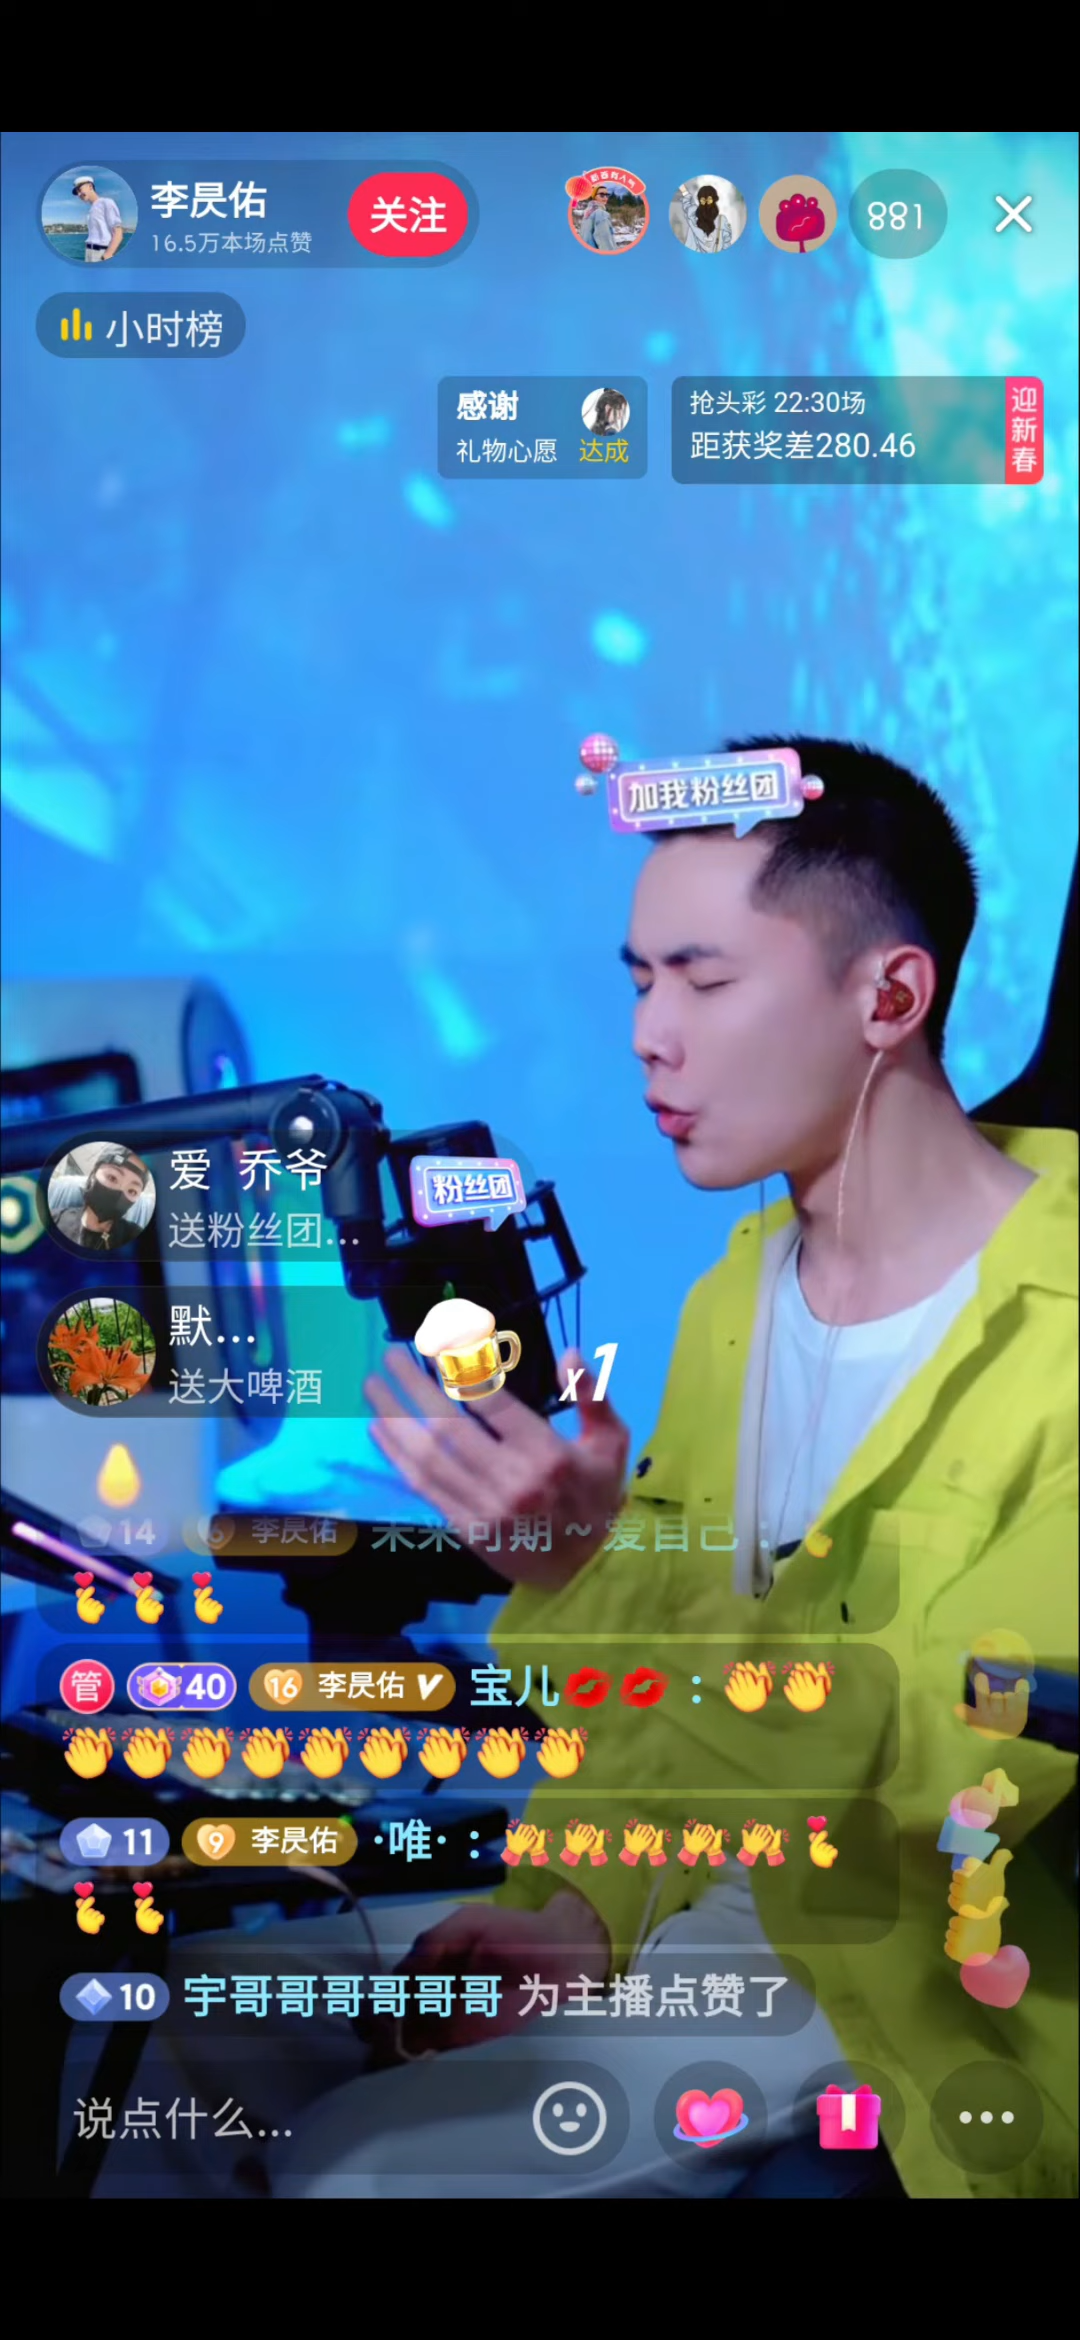 李昃佑
16.5万本场点赞
关注
881
小时榜
感谢
礼物心愿 达成
抢头彩 22:30场
距获奖差280.46
迎新春
加我粉丝团
爱 乔爷
送粉丝团...
粉丝团
默...
送大啤酒
x1
14 6 李昃佑 未来可期~爱自己：
管 40 16 李昃佑 宝儿：
11 9 李昃佑 ·唯·：
10 宇哥哥哥哥哥哥 为主播点赞了
说点什么...